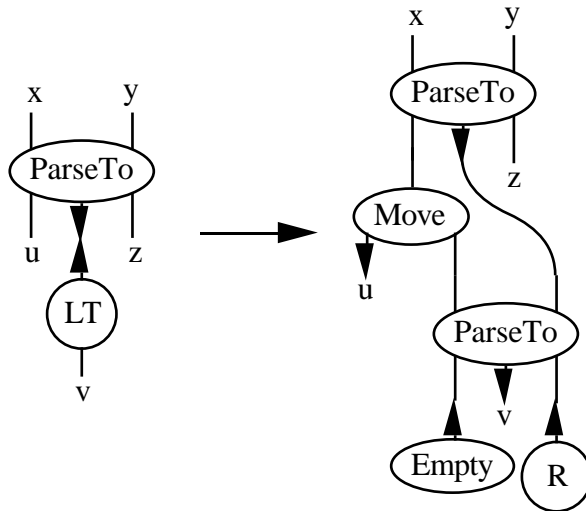 x y
ParseTo
u z
LT
v
x y
ParseTo
z
Move
u
ParseTo
v
Empty
R